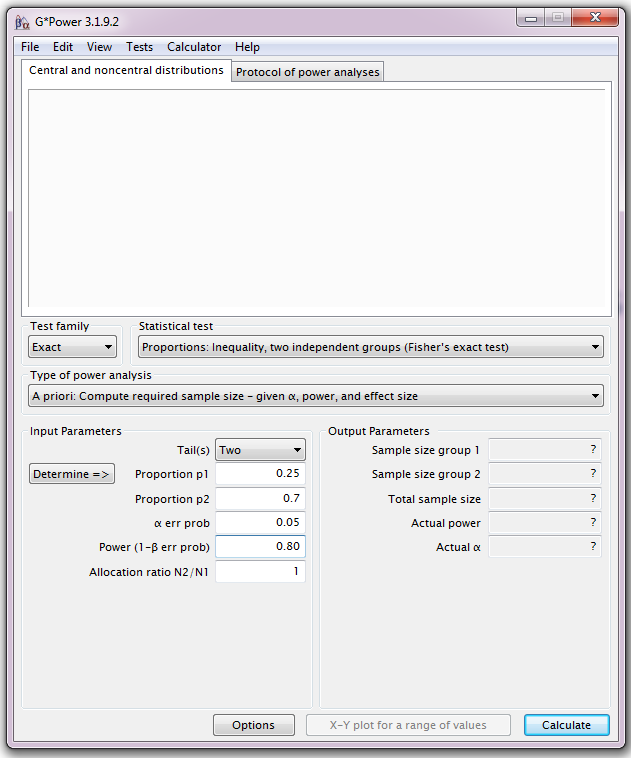 G*Power 3.1.9.2
File Edit View Tests Calculator Help
Central and noncentral distributions Protocol of power analyses
Test family Statistical test
Exact Proportions: Inequality, two independent groups (Fisher's exact test)
Type of power analysis
A priori: Compute required sample size - given α, power, and effect size
Input Parameters
Tail(s) Two
Determine => Proportion p1 0.25
Proportion p2 0.7
α err prob 0.05
Power (1-β err prob) 0.80
Allocation ratio N2/N1 1
Output Parameters
Sample size group 1 ?
Sample size group 2 ?
Total sample size ?
Actual power ?
Actual α ?
Options X-Y plot for a range of values Calculate